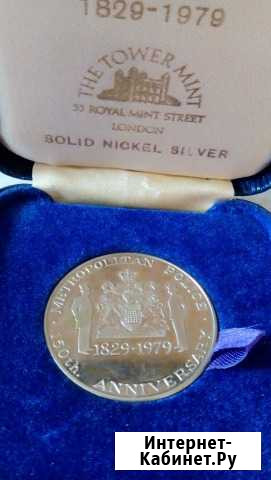 1829-1979
THE TOWER MINT
55 ROYAL MINT STREET
LONDON
SOLID NICKEL SILVER
METROPOLITAN POLICE
1829-1979
150th. ANNIVERSARY
Интернет-
Кабинет.Ру